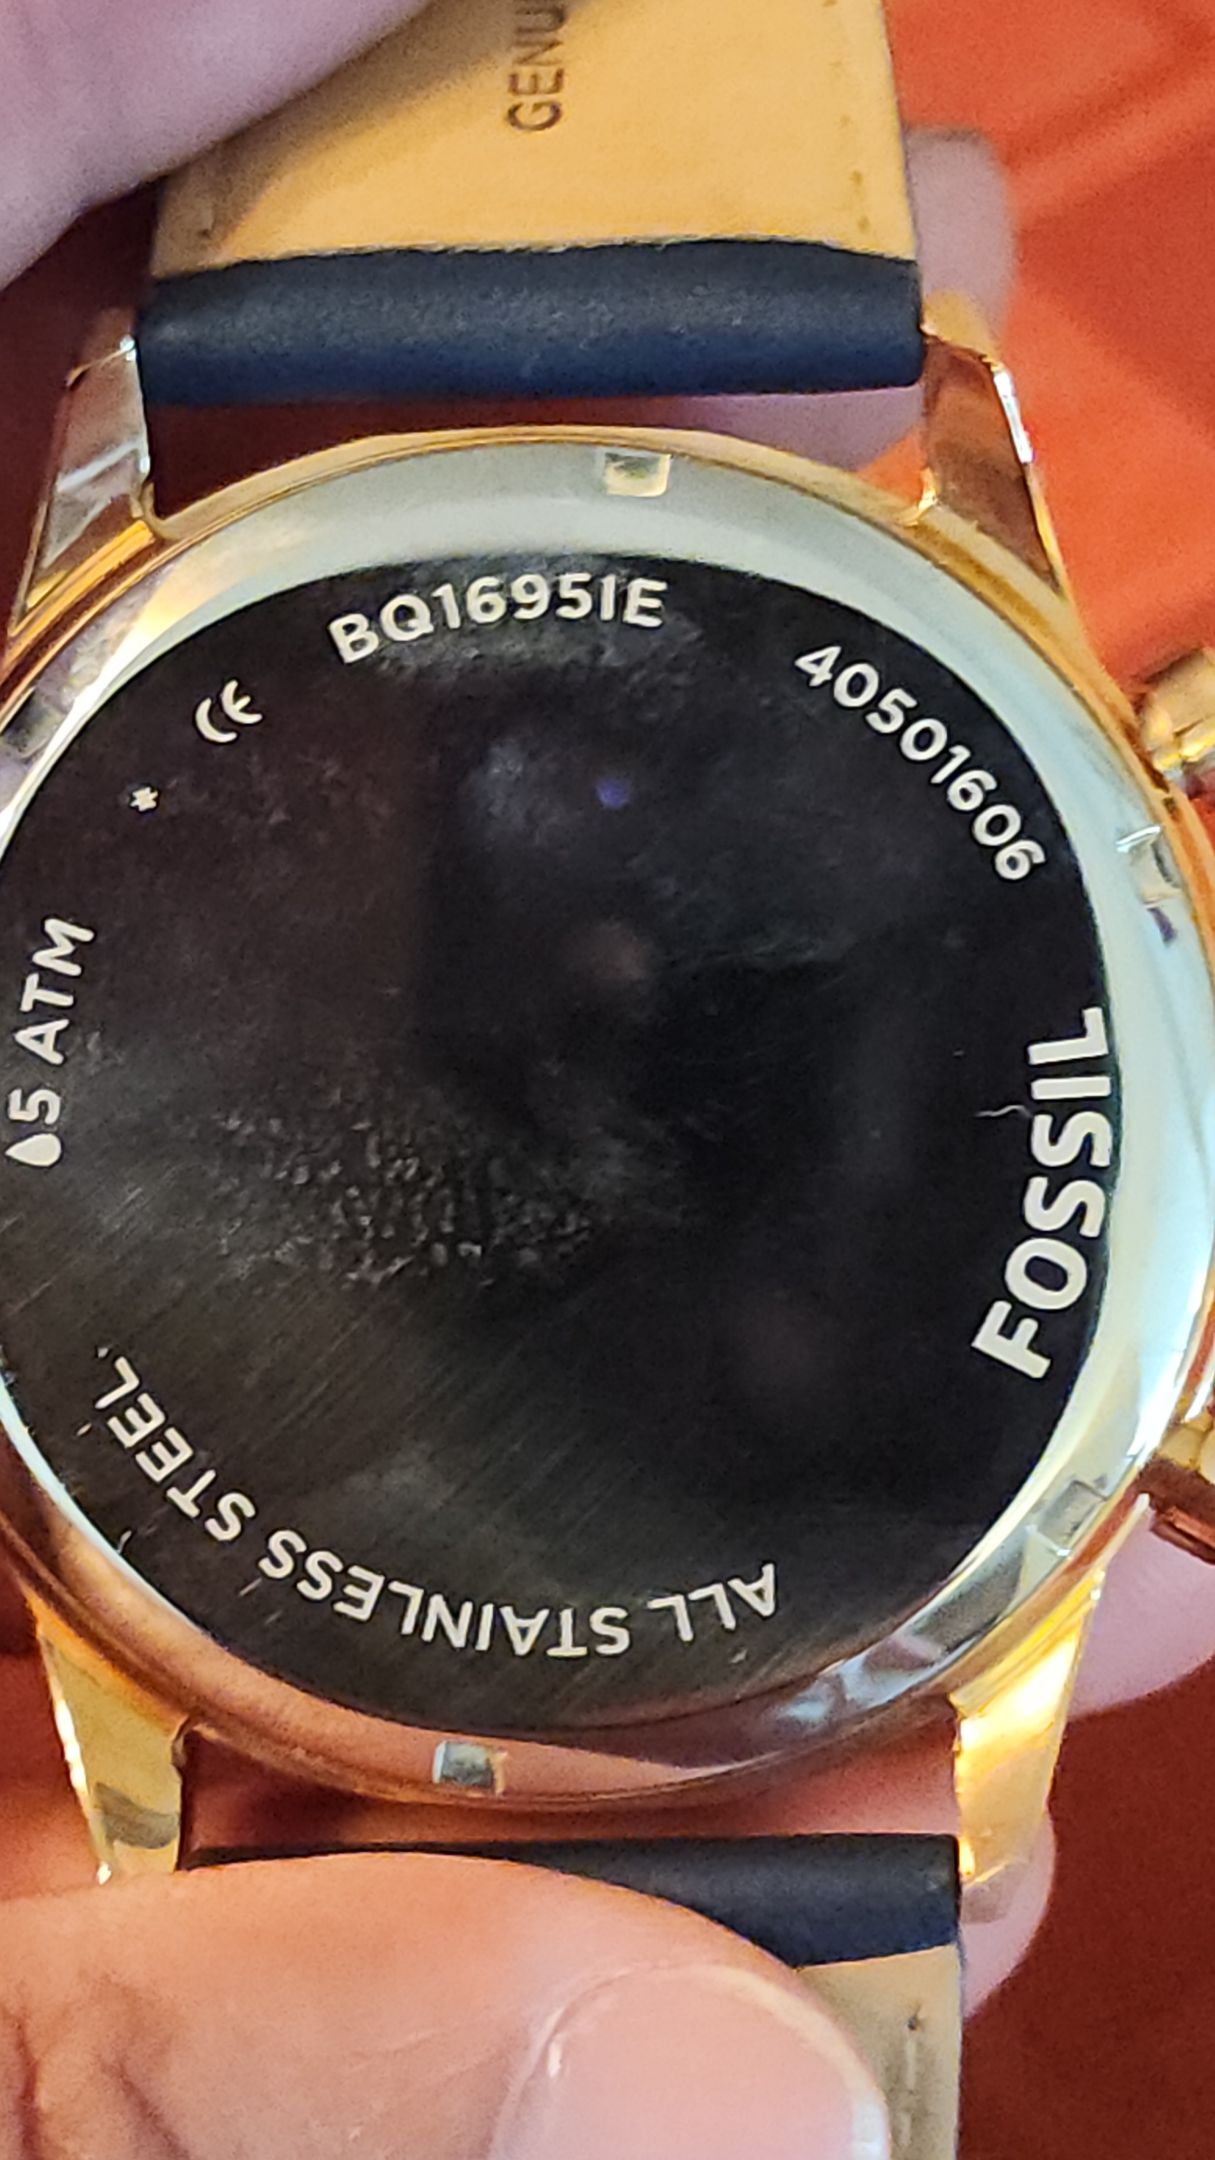 GENU
BQ1695IE
40501606
FOSSIL
ALL STAINLESS STEEL
5 ATM
*
CE